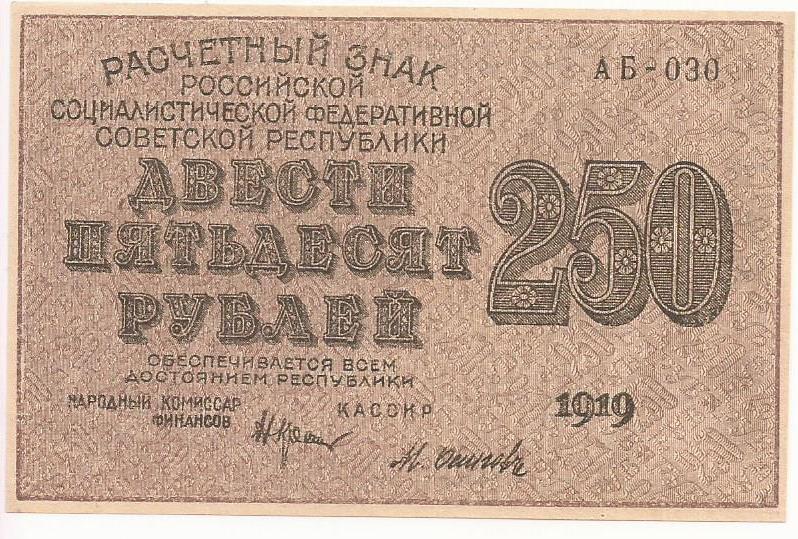 РАСЧЕТНЫЙ ЗНАК
РОССИЙСКОЙ
СОЦИАЛИСТИЧЕСКОЙ ФЕДЕРАТИВНОЙ
СОВЕТСКОЙ РЕСПУБЛИКИ
АБ-030
ДВЕСТИ
ПЯТЬДЕСЯТ
РУБЛЕЙ
250
ОБЕСПЕЧИВАЕТСЯ ВСЕМ
ДОСТОЯНИЕМ РЕСПУБЛИКИ
НАРОДНЫЙ КОМИССАР
ФИНАНСОВ
КАССИР
1919